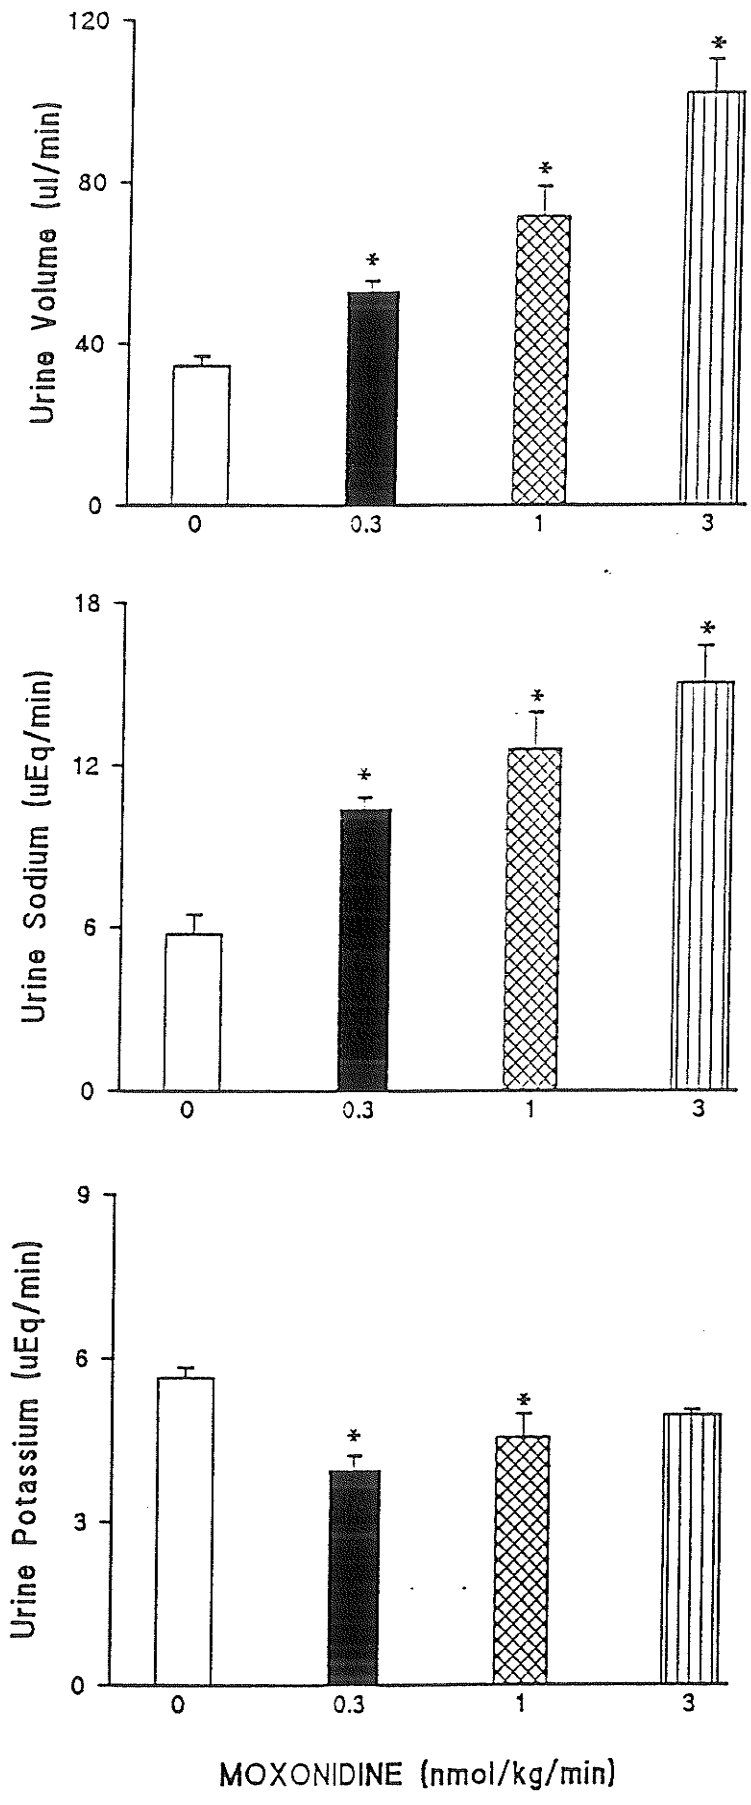 120
80
40
0
Urine Volume (ul/min)
*
*
*
0 0.3 1 3
18
12
6
0
Urine Sodium (uEq/min)
*
*
*
0 0.3 1 3
9
6
3
0
Urine Potassium (uEq/min)
*
*
0 0.3 1 3
MOXONIDINE (nmol/kg/min)